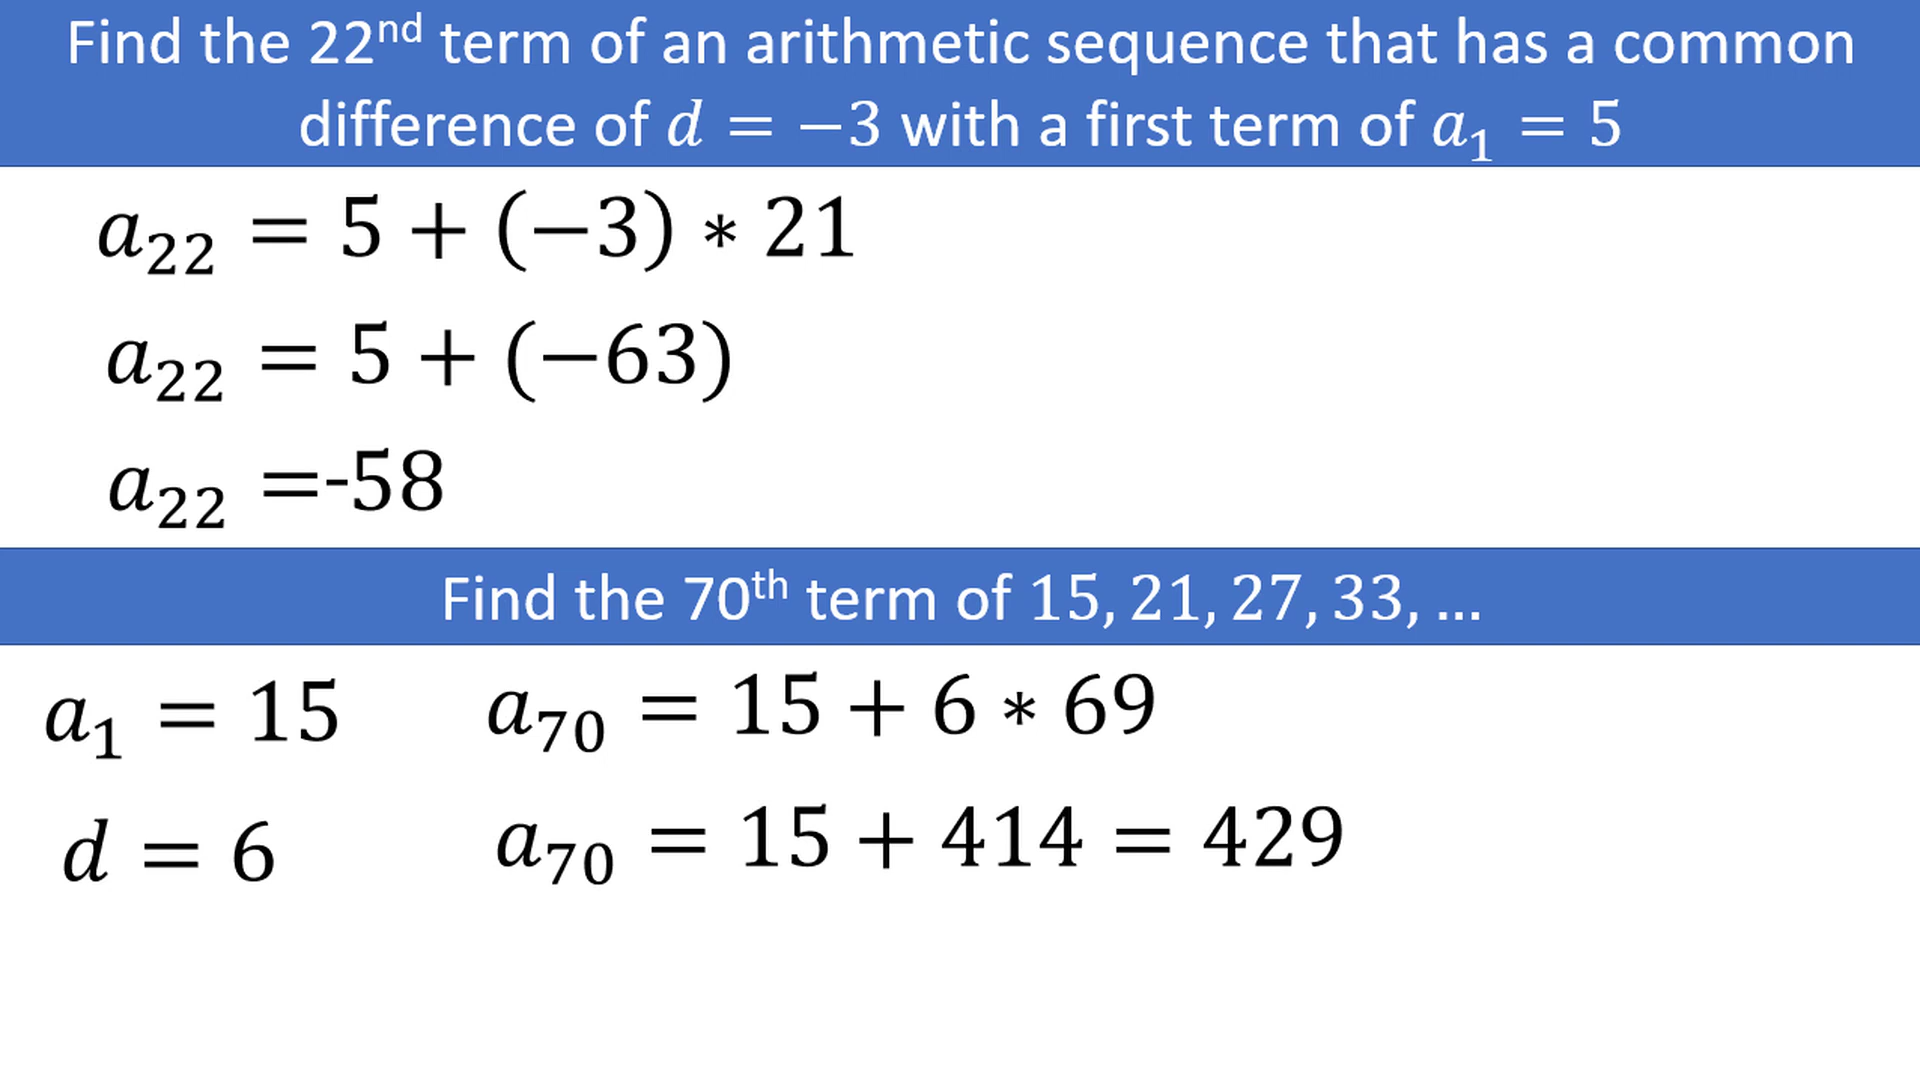 Find the 22nd term of an arithmetic sequence that has a common
difference of d = −3 with a first term of a₁ = 5
a₂₂ = 5 + (−3) ∗ 21
a₂₂ = 5 + (−63)
a₂₂ =-58
Find the 70th term of 15, 21, 27, 33, …
a₁ = 15
a₇₀ = 15 + 6 ∗ 69
d = 6
a₇₀ = 15 + 414 = 429